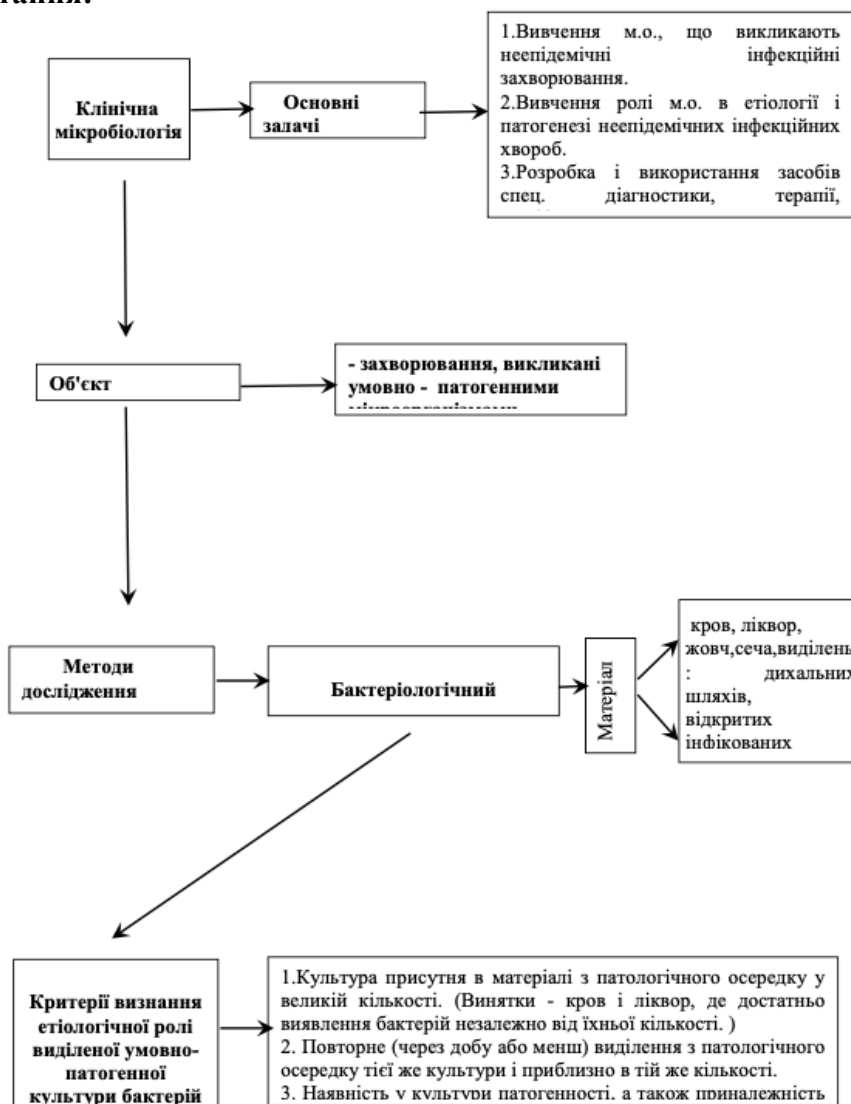 Клінічна
мікробіологія
Основні
задачі
1.Вивчення м.о., що викликають
неепідемічні інфекційні
захворювання.
2.Вивчення ролі м.о. в етіології і
патогенезі неепідемічних інфекційних
хвороб.
3.Розробка і використання засобів
спец. діагностики, терапії,
Об'єкт
- захворювання, викликані
умовно - патогенними
Методи
дослідження
Бактеріологічний
Матеріал
кров, ліквор,
жовч,сеча,виділень
: дихальних
шляхів,
відкритих
інфікованих
Критерії визнання
етіологічної ролі
виділеної умовно-
патогенної
культури бактерій
1.Культура присутня в матеріалі з патологічного осередку у
великій кількості. (Винятки - кров і ліквор, де достатньо
виявлення бактерій незалежно від їхньої кількості. )
2. Повторне (через добу або менш) виділення з патологічного
осередку тієї же культури і приблизно в тій же кількості.
3. Наявність у культури патогенності, а також приналежність